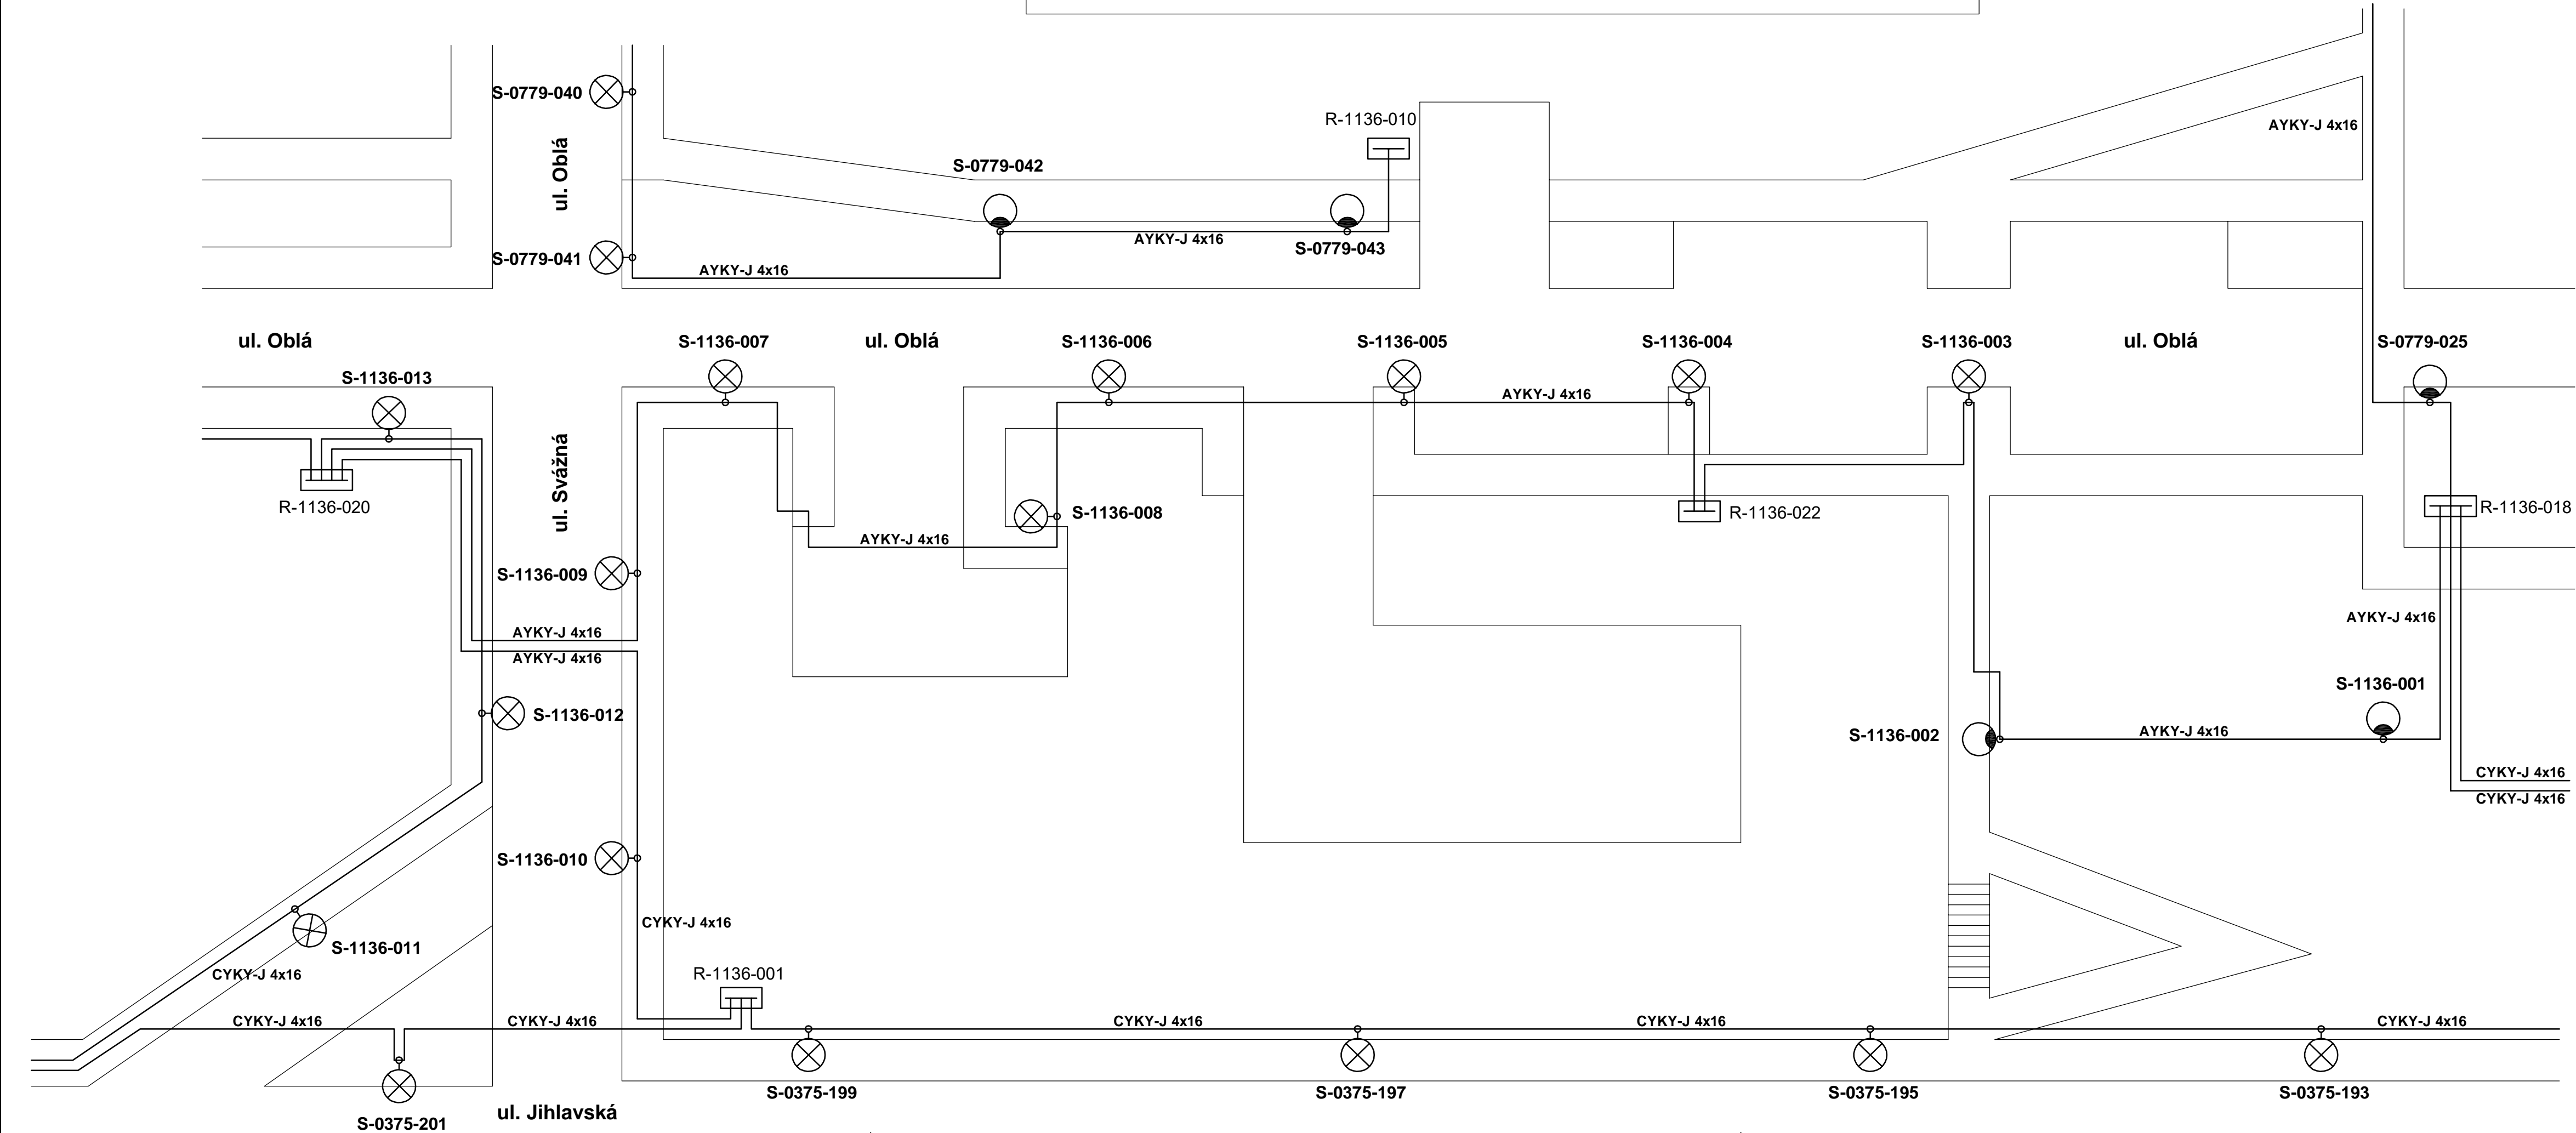 S-0779-040
R-1136-010
AYKY-J 4x16
ul. Oblá
S-0779-042
AYKY-J 4x16
S-0779-043
S-0779-041
AYKY-J 4x16
ul. Oblá
S-1136-007
ul. Oblá
S-1136-006
S-1136-005
S-1136-004
S-1136-003
ul. Oblá
S-0779-025
S-1136-013
AYKY-J 4x16
ul. Svážná
R-1136-020
S-1136-008
R-1136-022
R-1136-018
AYKY-J 4x16
S-1136-009
AYKY-J 4x16
AYKY-J 4x16
AYKY-J 4x16
S-1136-001
S-1136-012
S-1136-002
AYKY-J 4x16
CYKY-J 4x16
CYKY-J 4x16
S-1136-010
CYKY-J 4x16
S-1136-011
CYKY-J 4x16
R-1136-001
CYKY-J 4x16
CYKY-J 4x16
CYKY-J 4x16
CYKY-J 4x16
CYKY-J 4x16
S-0375-199
S-0375-197
S-0375-195
S-0375-193
ul. Jihlavská
S-0375-201